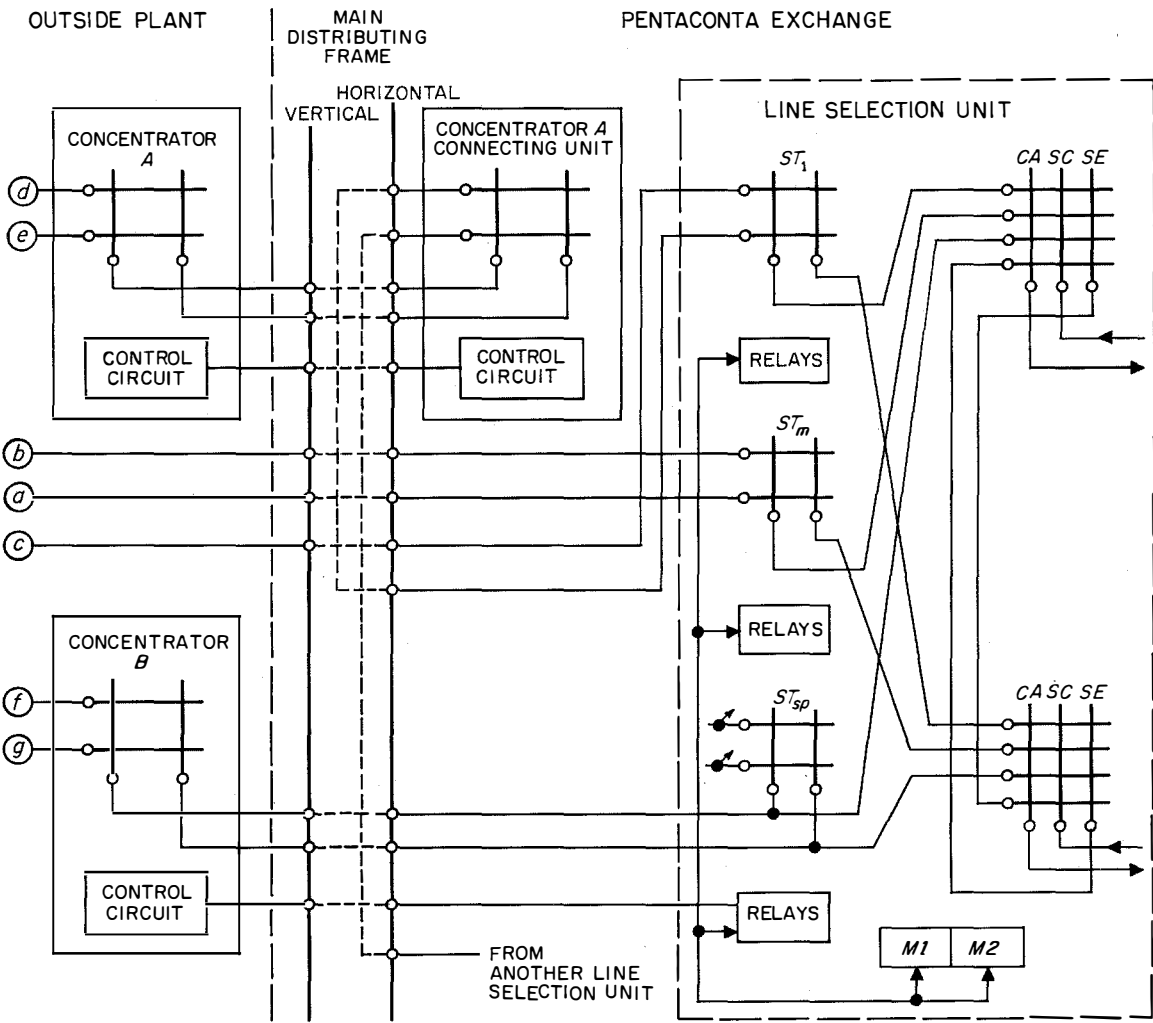 OUTSIDE PLANT
MAIN
DISTRIBUTING
FRAME
PENTACONTA EXCHANGE
VERTICAL
HORIZONTAL
CONCENTRATOR
A
CONCENTRATOR A
CONNECTING UNIT
LINE SELECTION UNIT
ST1
CA SC SE
d
e
CONTROL
CIRCUIT
CONTROL
CIRCUIT
RELAYS
STm
b
a
c
RELAYS
CONCENTRATOR
B
STsp
CA SC SE
f
g
CONTROL
CIRCUIT
RELAYS
M1 M2
FROM
ANOTHER LINE
SELECTION UNIT